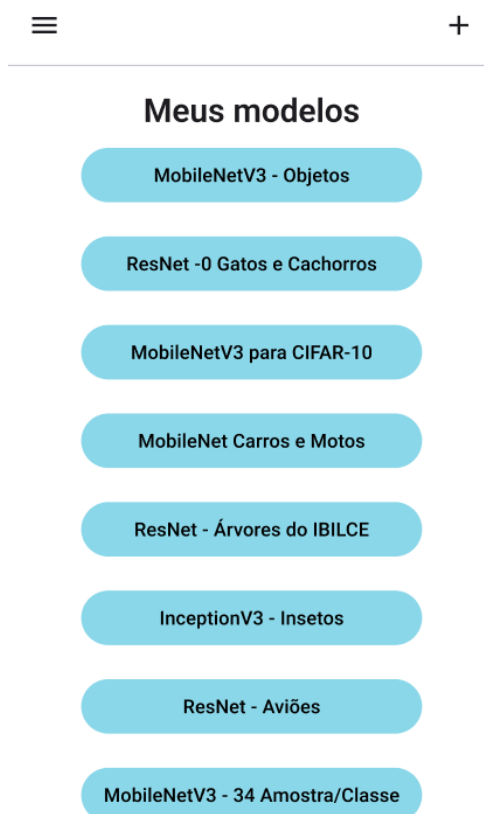 Meus modelos
MobileNetV3 - Objetos
ResNet -0 Gatos e Cachorros
MobileNetV3 para CIFAR-10
MobileNet Carros e Motos
ResNet - Árvores do IBILCE
InceptionV3 - Insetos
ResNet - Aviões
MobileNetV3 - 34 Amostra/Classe